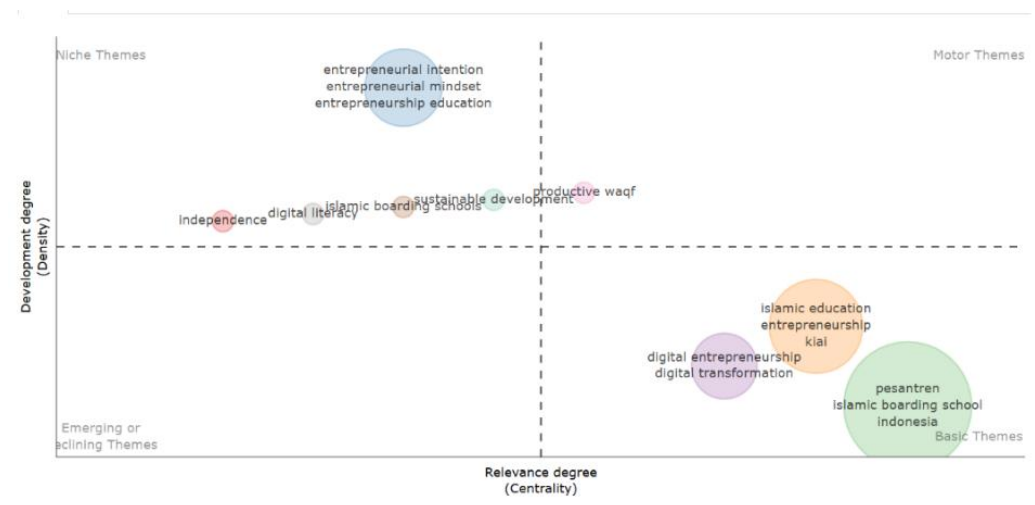 Niche Themes
Motor Themes
entrepreneurial intention
entrepreneurial mindset
entrepreneurship education
productive waqf
sustainable development
islamic boarding schools
digital literacy
independence
Development degree
(Density)
islamic education
entrepreneurship
kiai
digital entrepreneurship
digital transformation
pesantren
islamic boarding school
indonesia
Emerging or
eclining Themes
Basic Themes
Relevance degree
(Centrality)